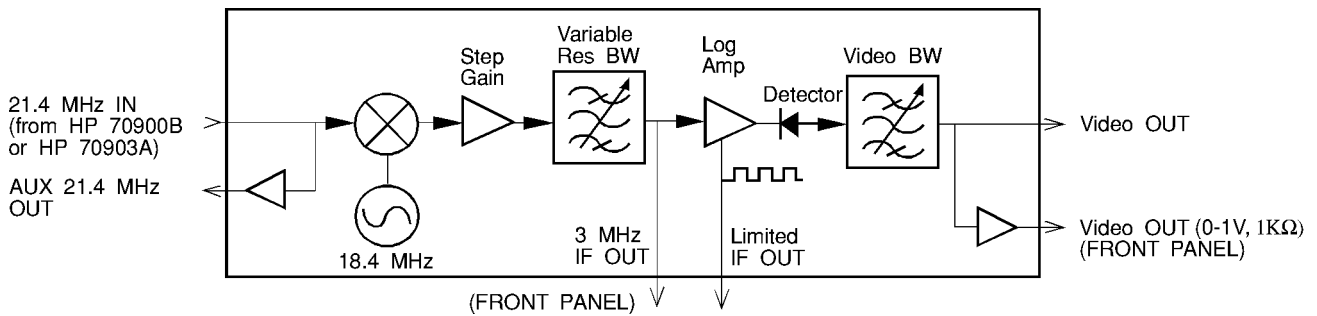 Variable
Res BW
Log
Amp
Step
Gain
Video BW
Detector
21.4 MHz IN
(from HP 70900B
or HP 70903A)
Video OUT
AUX 21.4 MHz
OUT
18.4 MHz
3 MHz
IF OUT
Limited
IF OUT
Video OUT (0-1V, 1KΩ)
(FRONT PANEL)
(FRONT PANEL)